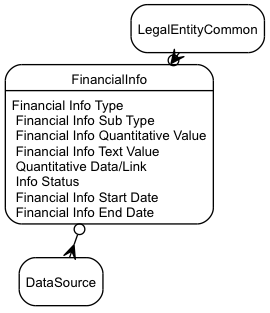 LegalEntityCommon
FinancialInfo
Financial Info Type
Financial Info Sub Type
Financial Info Quantitative Value
Financial Info Text Value
Quantitative Data/Link
Info Status
Financial Info Start Date
Financial Info End Date
DataSource